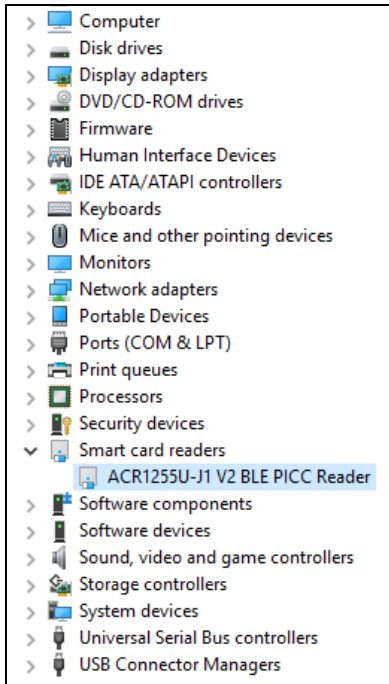 Computer
Disk drives
Display adapters
DVD/CD-ROM drives
Firmware
Human Interface Devices
IDE ATA/ATAPI controllers
Keyboards
Mice and other pointing devices
Monitors
Network adapters
Portable Devices
Ports (COM & LPT)
Print queues
Processors
Security devices
Smart card readers
ACR1255U-J1 V2 BLE PICC Reader
Software components
Software devices
Sound, video and game controllers
Storage controllers
System devices
Universal Serial Bus controllers
USB Connector Managers